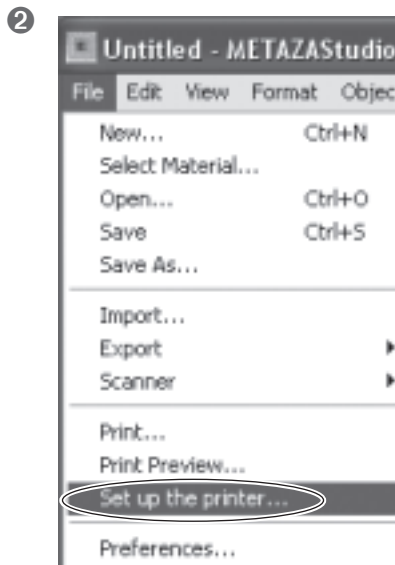 2
Untitled - METAZAStudio
File Edit View Format Objec
New... Ctrl+N
Select Material...
Open... Ctrl+O
Save Ctrl+S
Save As...
Import...
Export
Scanner
Print...
Print Preview...
Set up the printer...
Preferences...